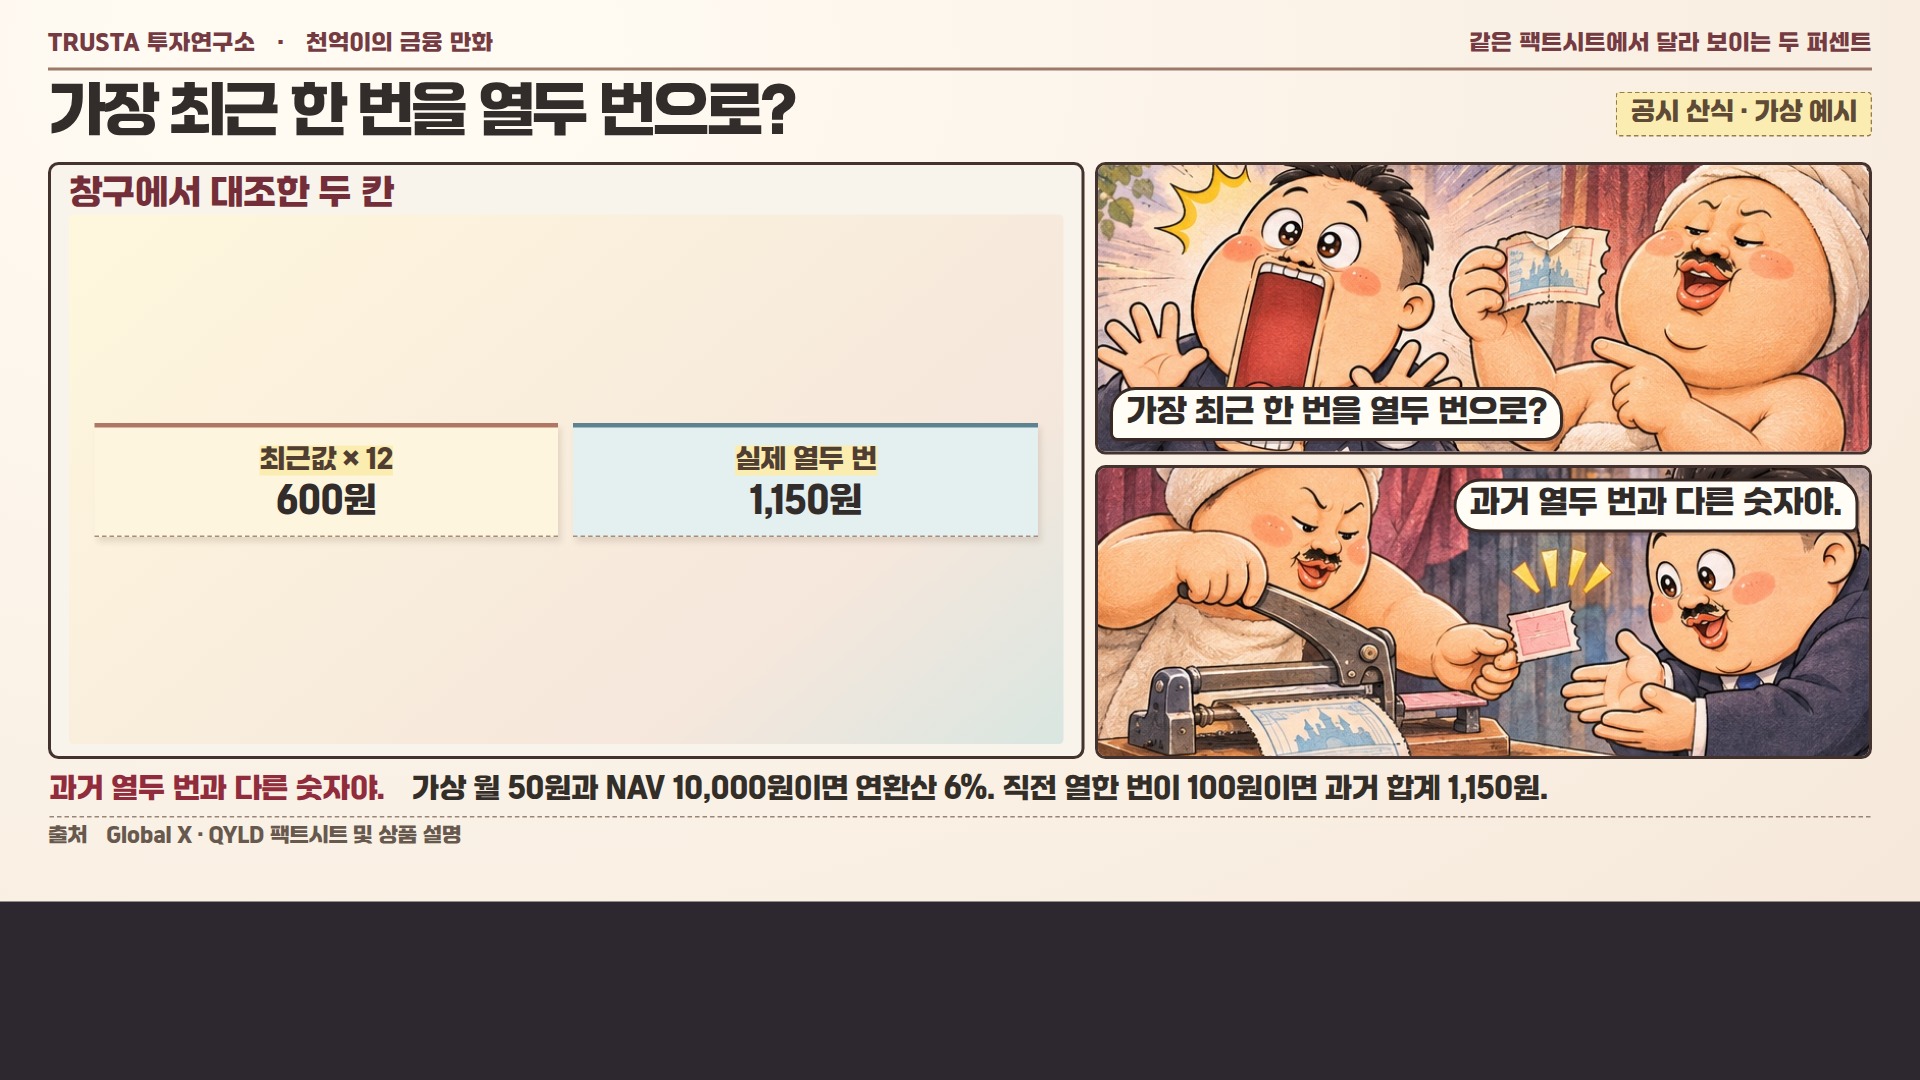 TRUSTA 투자연구소 · 천억이의 금융 만화
같은 팩트시트에서 달라 보이는 두 퍼센트
가장 최근 한 번을 열두 번으로?
공시 산식 · 가상 예시
창구에서 대조한 두 칸
최근값 × 12
600원
실제 열두 번
1,150원
가장 최근 한 번을 열두 번으로?
과거 열두 번과 다른 숫자야.
과거 열두 번과 다른 숫자야. 가상 월 50원과 NAV 10,000원이면 연환산 6%. 직전 열한 번이 100원이면 과거 합계 1,150원.
출처 Global X · QYLD 팩트시트 및 상품 설명